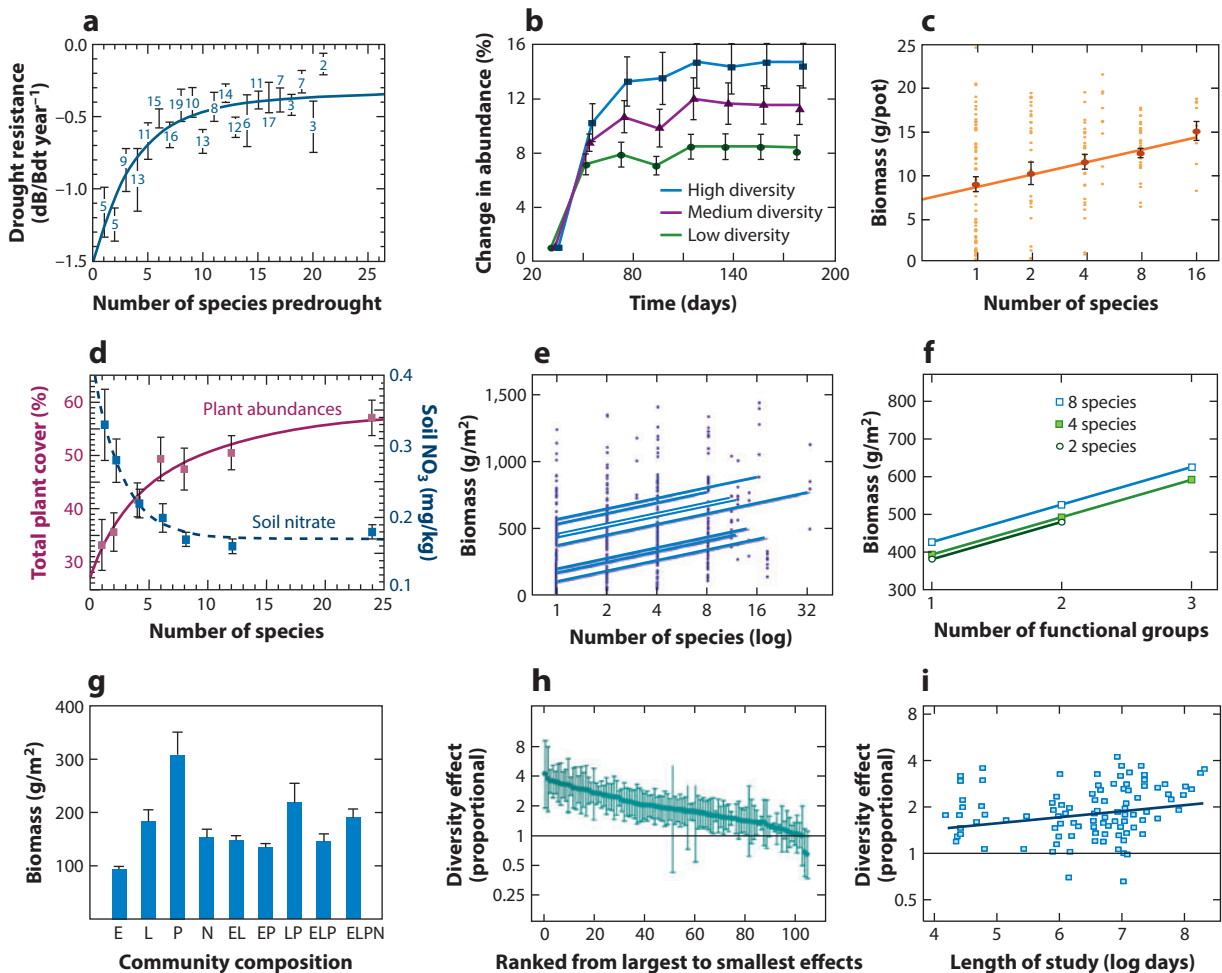 a
0.0
–0.5
–1.0
–1.5
Drought resistance
(dB/Bdt year⁻¹)
5
5
9
13
11
15
16
19
10
13
8
14
12
6
11
17
7
3
7
3
2
0
5
10
15
20
25
Number of species predrought
b
16
12
8
4
0
Change in abundance (%)
High diversity
Medium diversity
Low diversity
20
80
140
200
Time (days)
c
25
20
15
10
5
0
Biomass (g/pot)
1
2
4
8
16
Number of species
d
60
50
40
30
Total plant cover (%)
Plant abundances
Soil nitrate
0.4
0.3
0.2
0.1
Soil NO₃ (mg/kg)
0
5
10
15
20
25
Number of species
e
1,500
1,000
500
0
Biomass (g/m²)
1
2
4
8
16
32
Number of species (log)
f
800
700
600
500
400
300
Biomass (g/m²)
8 species
4 species
2 species
1
2
3
Number of functional groups
g
400
300
200
100
Biomass (g/m²)
E
L
P
N
EL
EP
LP
ELP
ELPN
Community composition
h
8
4
2
1
0.5
0.25
Diversity effect
(proportional)
0
20
40
60
80
100
Ranked from largest to smallest effects
i
8
4
2
1
0.5
Diversity effect
(proportional)
4
5
6
7
8
Length of study (log days)